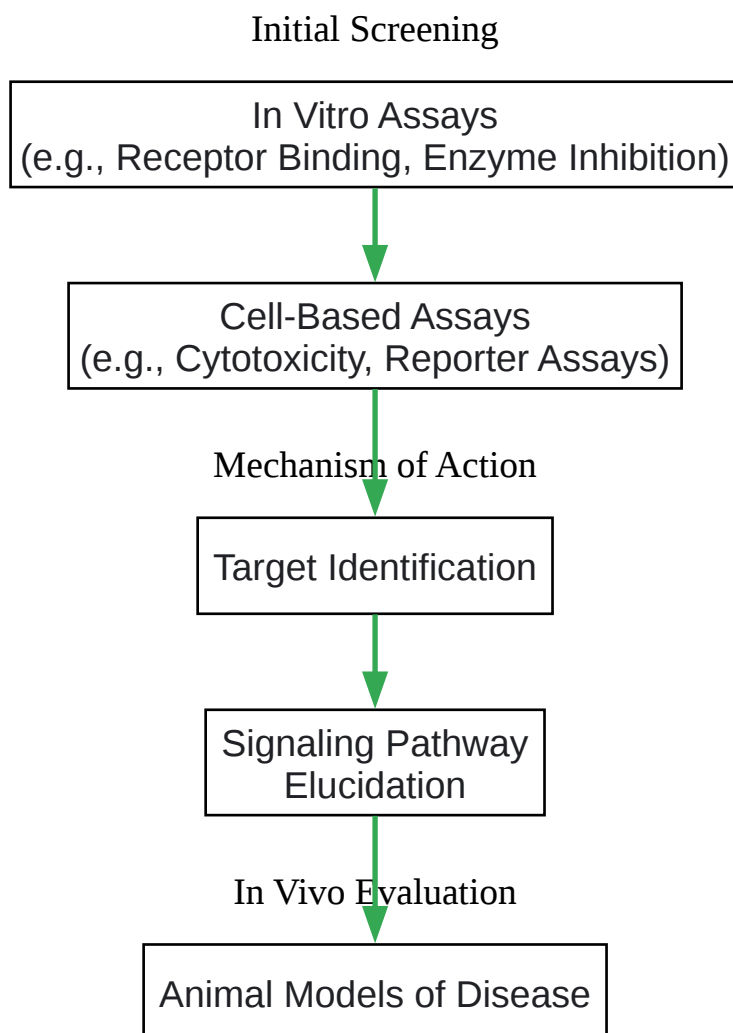 Initial Screening
In Vitro Assays
(e.g., Receptor Binding, Enzyme Inhibition)
Cell-Based Assays
(e.g., Cytotoxicity, Reporter Assays)
Mechanism of Action
Target Identification
Signaling Pathway
Elucidation
In Vivo Evaluation
Animal Models of Disease